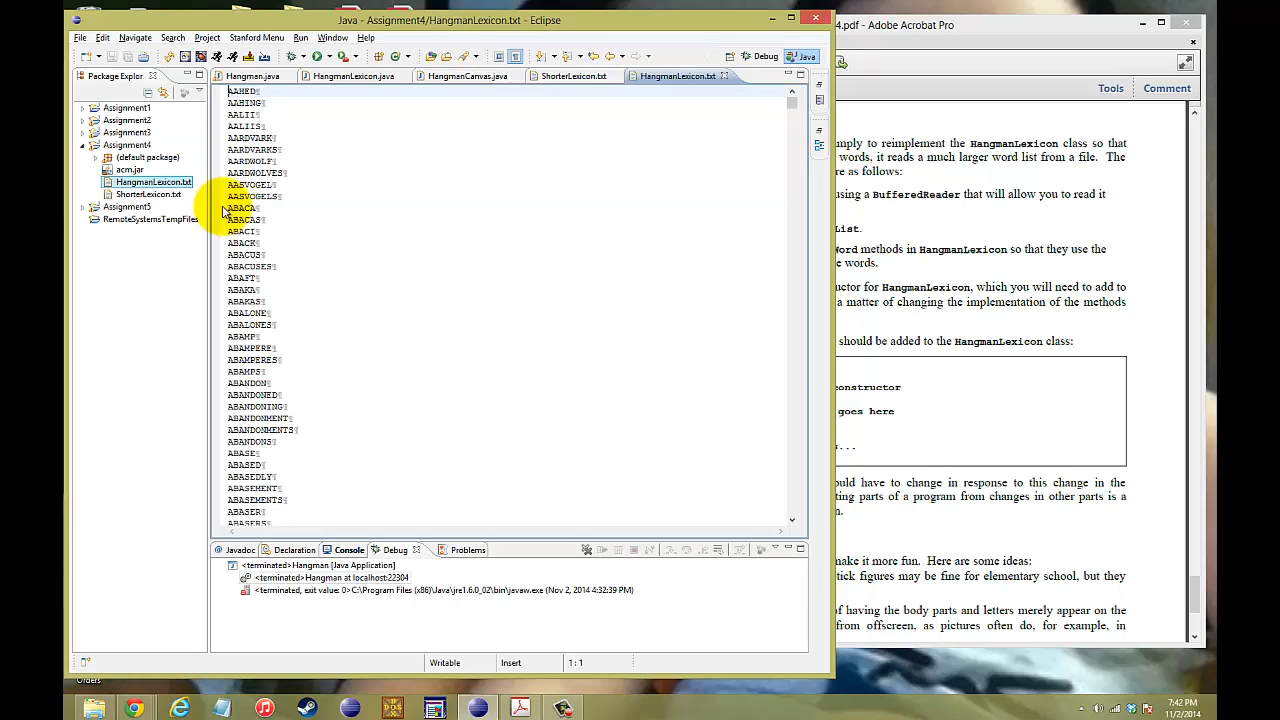 Java - Assignment4/HangmanLexicon.txt - Eclipse
File Edit Navigate Search Project Stanford Menu Run Window Help
Debug Java
Package Explor
Hangman.java HangmanLexicon.java HangmanCanvas.java ShorterLexicon.txt HangmanLexicon.txt
Assignment1
Assignment2
Assignment3
Assignment4
(default package)
acm.jar
HangmanLexicon.txt
ShorterLexicon.txt
Assignment5
RemoteSystemsTempFiles
AAHED¶
AAHING¶
AALII¶
AALIIS¶
AARDVARK¶
AARDVARKS¶
AARDWOLF¶
AARDWOLVES¶
AASVOGEL¶
AASVOGELS¶
ABACA¶
ABACAS¶
ABACI¶
ABACK¶
ABACUS¶
ABACUSES¶
ABAFT¶
ABAKA¶
ABAKAS¶
ABALONE¶
ABALONES¶
ABAMP¶
ABAMPERE¶
ABAMPERES¶
ABAMPS¶
ABANDON¶
ABANDONED¶
ABANDONING¶
ABANDONMENT¶
ABANDONMENTS¶
ABANDONS¶
ABASE¶
ABASED¶
ABASEDLY¶
ABASEMENT¶
ABASEMENTS¶
ABASER¶
ABASERS¶
Javadoc Declaration Console Debug Problems
<terminated>Hangman [Java Application]
<terminated>Hangman at localhost:22304
<terminated, exit value: 0>C:\Program Files (x86)\Java\jre1.6.0_02\bin\javaw.exe (Nov 2, 2014 4:32:39 PM)
Writable Insert 1 : 1
4.pdf - Adobe Acrobat Pro
Tools Comment
mply to reimplement the HangmanLexicon class so that
words, it reads a much larger word list from a file. The
re as follows:
using a BufferedReader that will allow you to read it
List.
Word methods in HangmanLexicon so that they use the
e words.
ctor for HangmanLexicon, which you will need to add to
a matter of changing the implementation of the methods
should be added to the HangmanLexicon class:
onstructor
goes here
...
uld have to change in response to this change in the
ting parts of a program from changes in other parts is a
n.
make it more fun. Here are some ideas:
tick figures may be fine for elementary school, but they
of having the body parts and letters merely appear on the
from offscreen, as pictures often do, for example, in
Orders
DOS
7:42 PM
11/2/2014